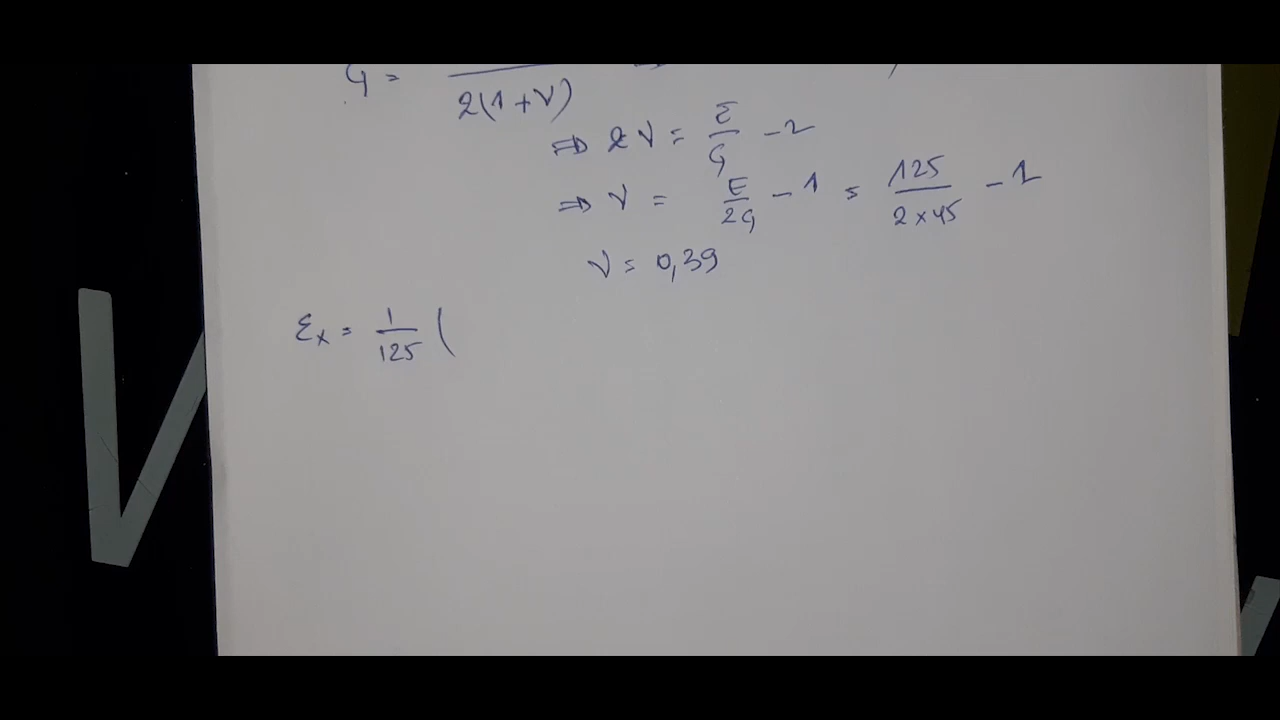 G = ―/2(1+ν) ⇒
⇒ 2ν = E/G - 2
⇒ ν = E/2G - 1 = 125/2×45 - 1
ν = 0,39
εx = 1/125 (